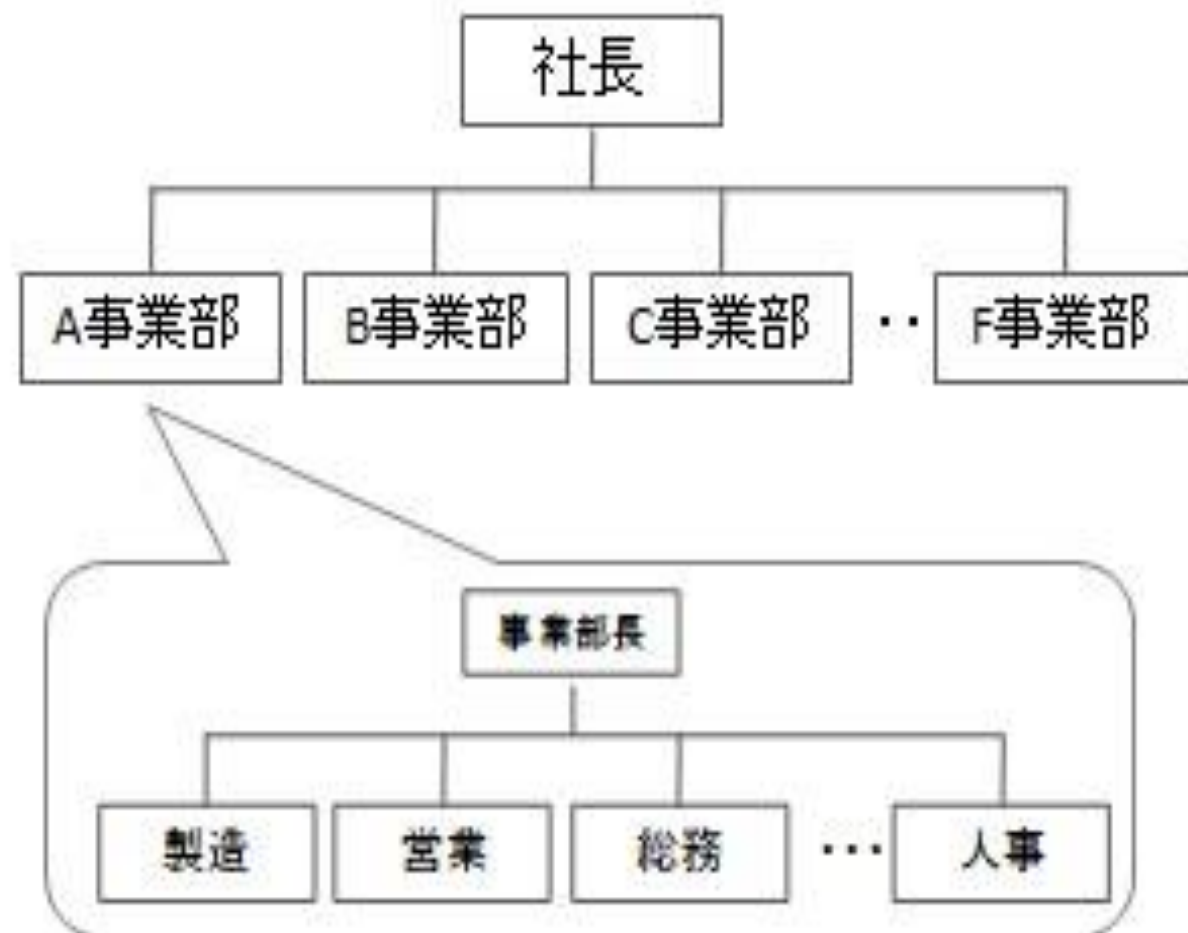 社長
A事業部 B事業部 C事業部 ・・ F事業部
事業部長
製造 営業 総務 ・・・ 人事